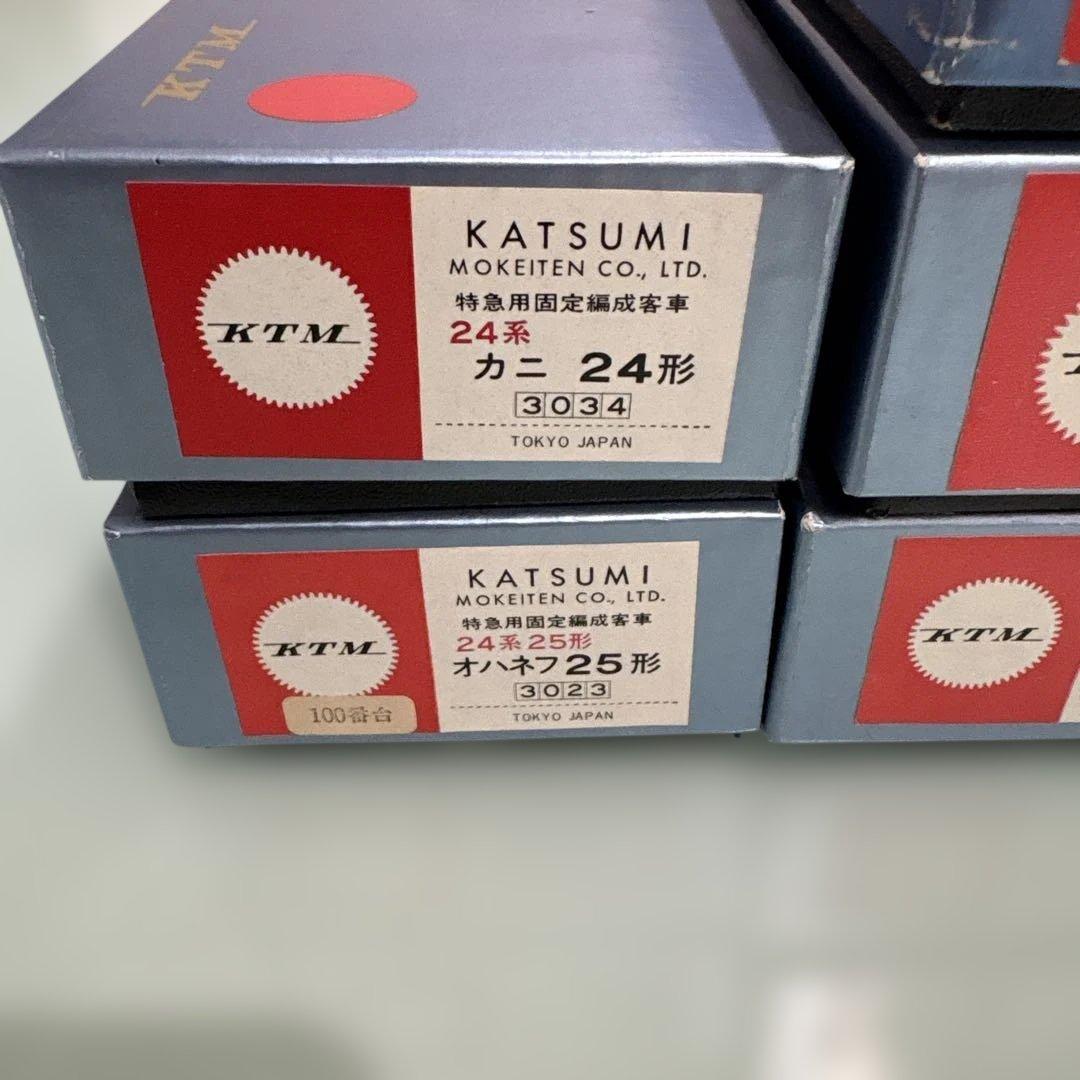 KTM
KTM
KATSUMI
MOKEITEN CO., LTD.
特急用固定編成客車
24系
カニ 24形
3034
TOKYO JAPAN
KTM
100番台
KATSUMI
MOKEITEN CO., LTD.
特急用固定編成客車
24系25形
オハネフ25形
3023
TOKYO JAPAN
KTM